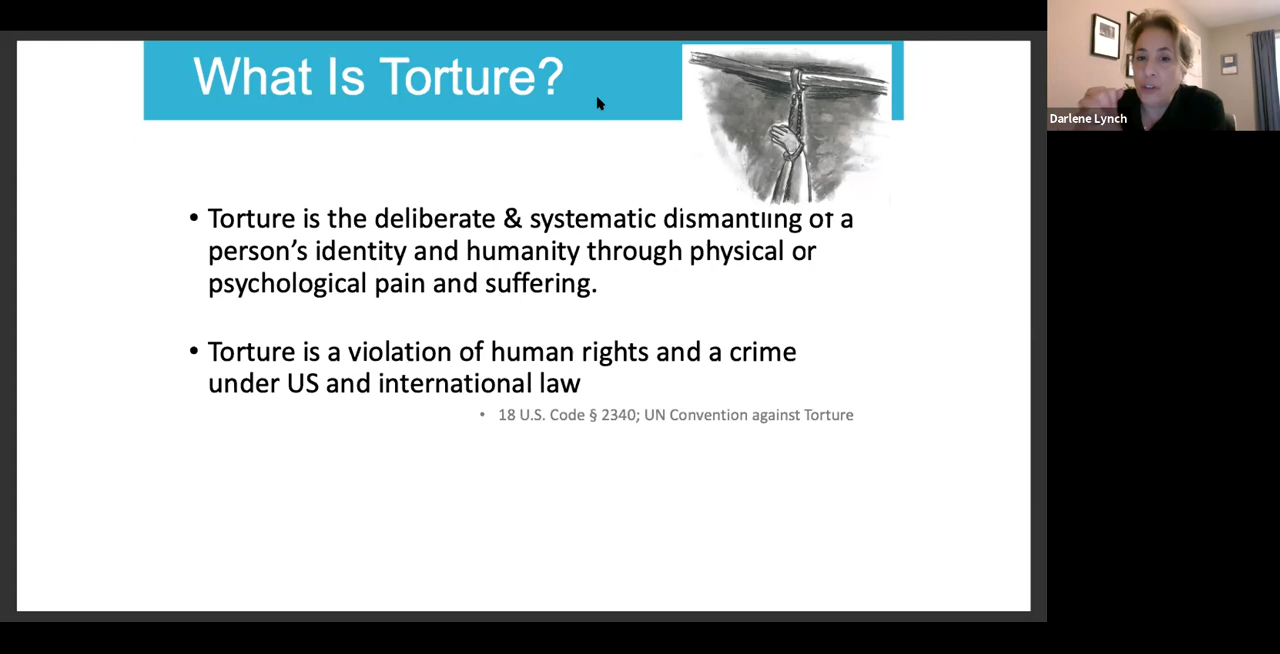 What Is Torture?
• Torture is the deliberate & systematic dismantling of a
person’s identity and humanity through physical or
psychological pain and suffering.
• Torture is a violation of human rights and a crime
under US and international law
• 18 U.S. Code § 2340; UN Convention against Torture
Darlene Lynch